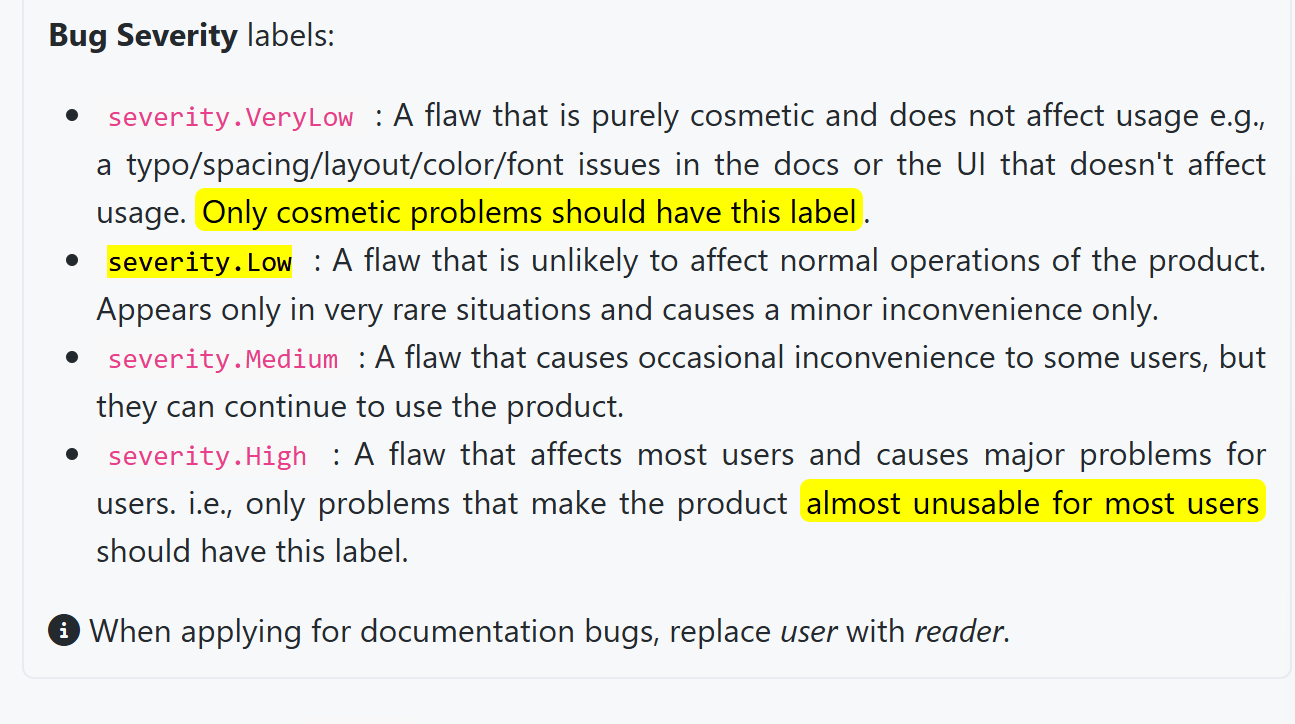 Bug Severity labels:
• severity.VeryLow : A flaw that is purely cosmetic and does not affect usage e.g.,
a typo/spacing/layout/color/font issues in the docs or the UI that doesn't affect
usage. Only cosmetic problems should have this label.
• severity.Low : A flaw that is unlikely to affect normal operations of the product.
Appears only in very rare situations and causes a minor inconvenience only.
• severity.Medium : A flaw that causes occasional inconvenience to some users, but
they can continue to use the product.
• severity.High : A flaw that affects most users and causes major problems for
users. i.e., only problems that make the product almost unusable for most users
should have this label.
When applying for documentation bugs, replace user with reader.